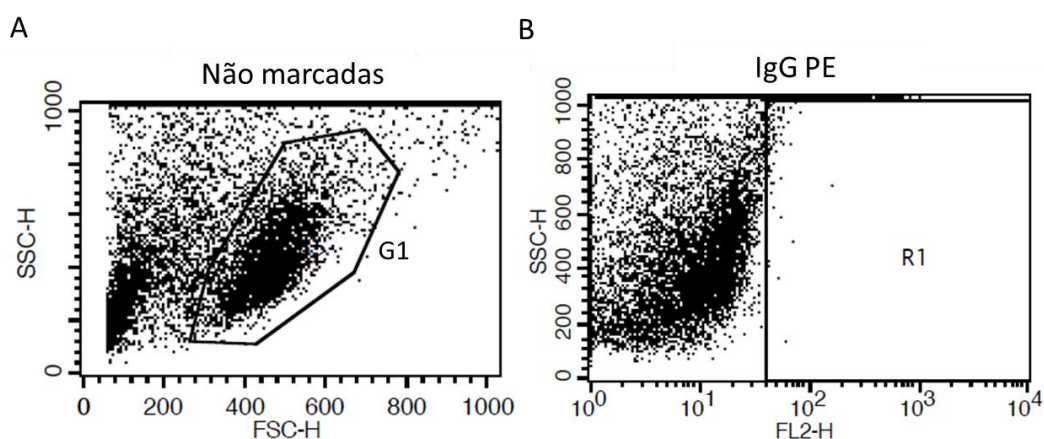 A
Não marcadas
1000
SSC-H
0
G1
0 200 400 600 800 1000
FSC-H
B
IgG PE
1000
800
600
400
200
0
SSC-H
R1
10⁰ 10¹ 10² 10³ 10⁴
FL2-H